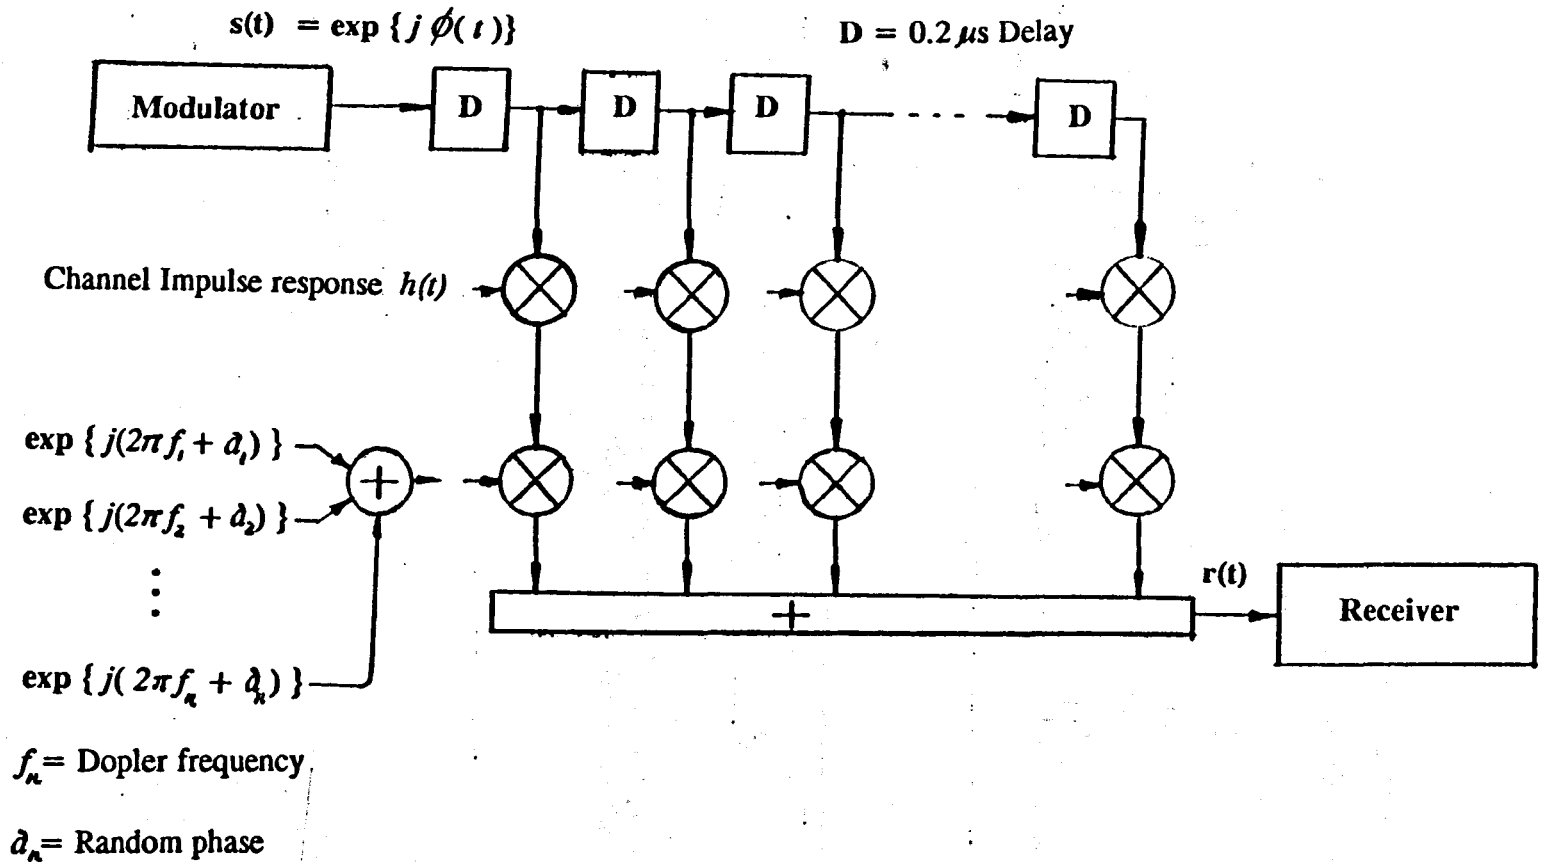 s(t) = exp {j ϕ(t)}
D = 0.2 μs Delay
Modulator
D
D
D
D
Channel Impulse response h(t)
exp {j(2πf₁ + ∂₁)}
exp {j(2πf₂ + ∂₂)}
exp {j(2πfₙ + ∂ₙ)}
+
+
r(t)
Receiver
fₙ= Dopler frequency
∂ₙ= Random phase